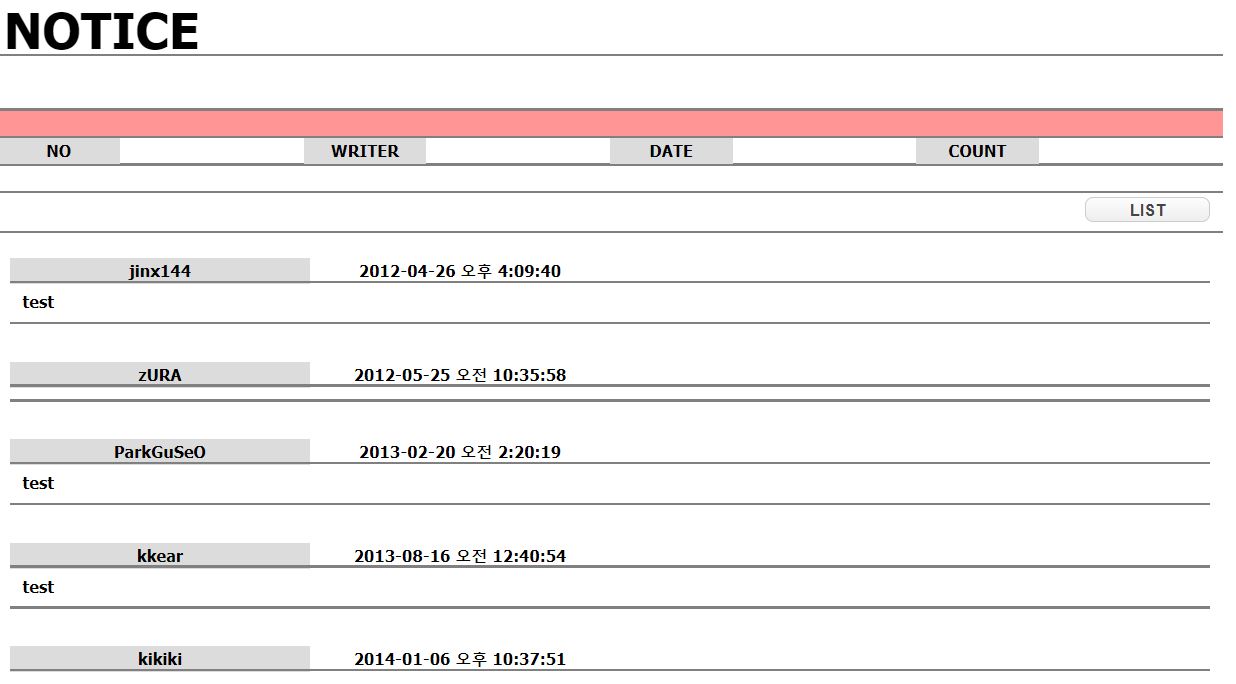 NOTICE
NO WRITER DATE COUNT
LIST
jinx144 2012-04-26 오후 4:09:40
test
zURA 2012-05-25 오전 10:35:58
ParkGuSeO 2013-02-20 오전 2:20:19
test
kkear 2013-08-16 오전 12:40:54
test
kikiki 2014-01-06 오후 10:37:51